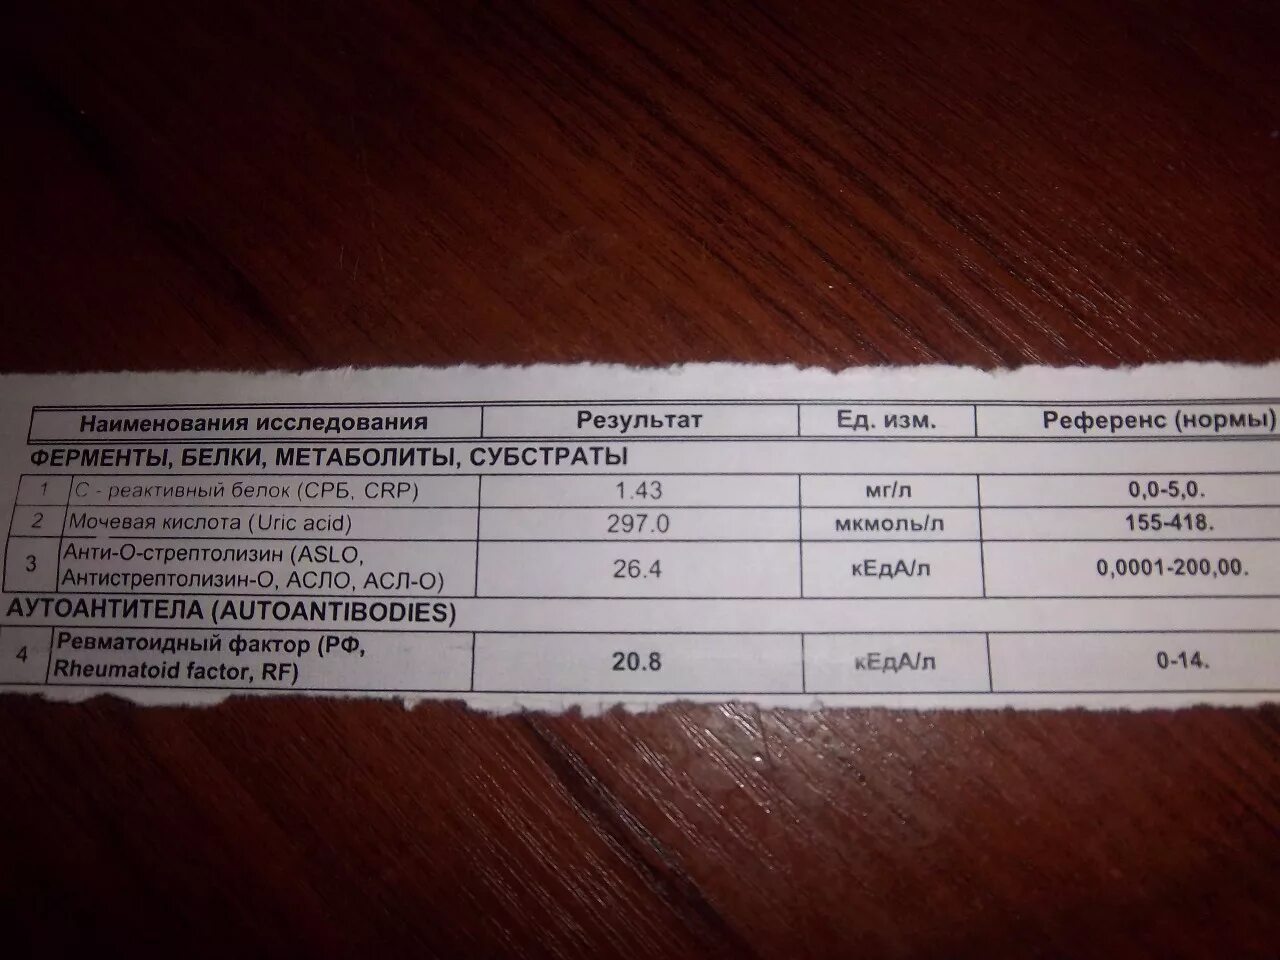 Наименования исследования Результат Ед. изм. Референс (нормы)
ФЕРМЕНТЫ, БЕЛКИ, МЕТАБОЛИТЫ, СУБСТРАТЫ
1 С - реактивный белок (СРБ, CRP) 1.43 мг/л 0,0-5,0.
2 Мочевая кислота (Uric acid) 297.0 мкмоль/л 155-418.
3 Анти-О-стрептолизин (ASLO, 26.4 кЕдА/л 0,0001-200,00.
Антистрептолизин-О, АСЛО, АСЛ-О)
АУТОАНТИТЕЛА (AUTOANTIBODIES)
4 Ревматоидный фактор (РФ, 20.8 кЕдА/л 0-14.
Rheumatoid factor, RF)